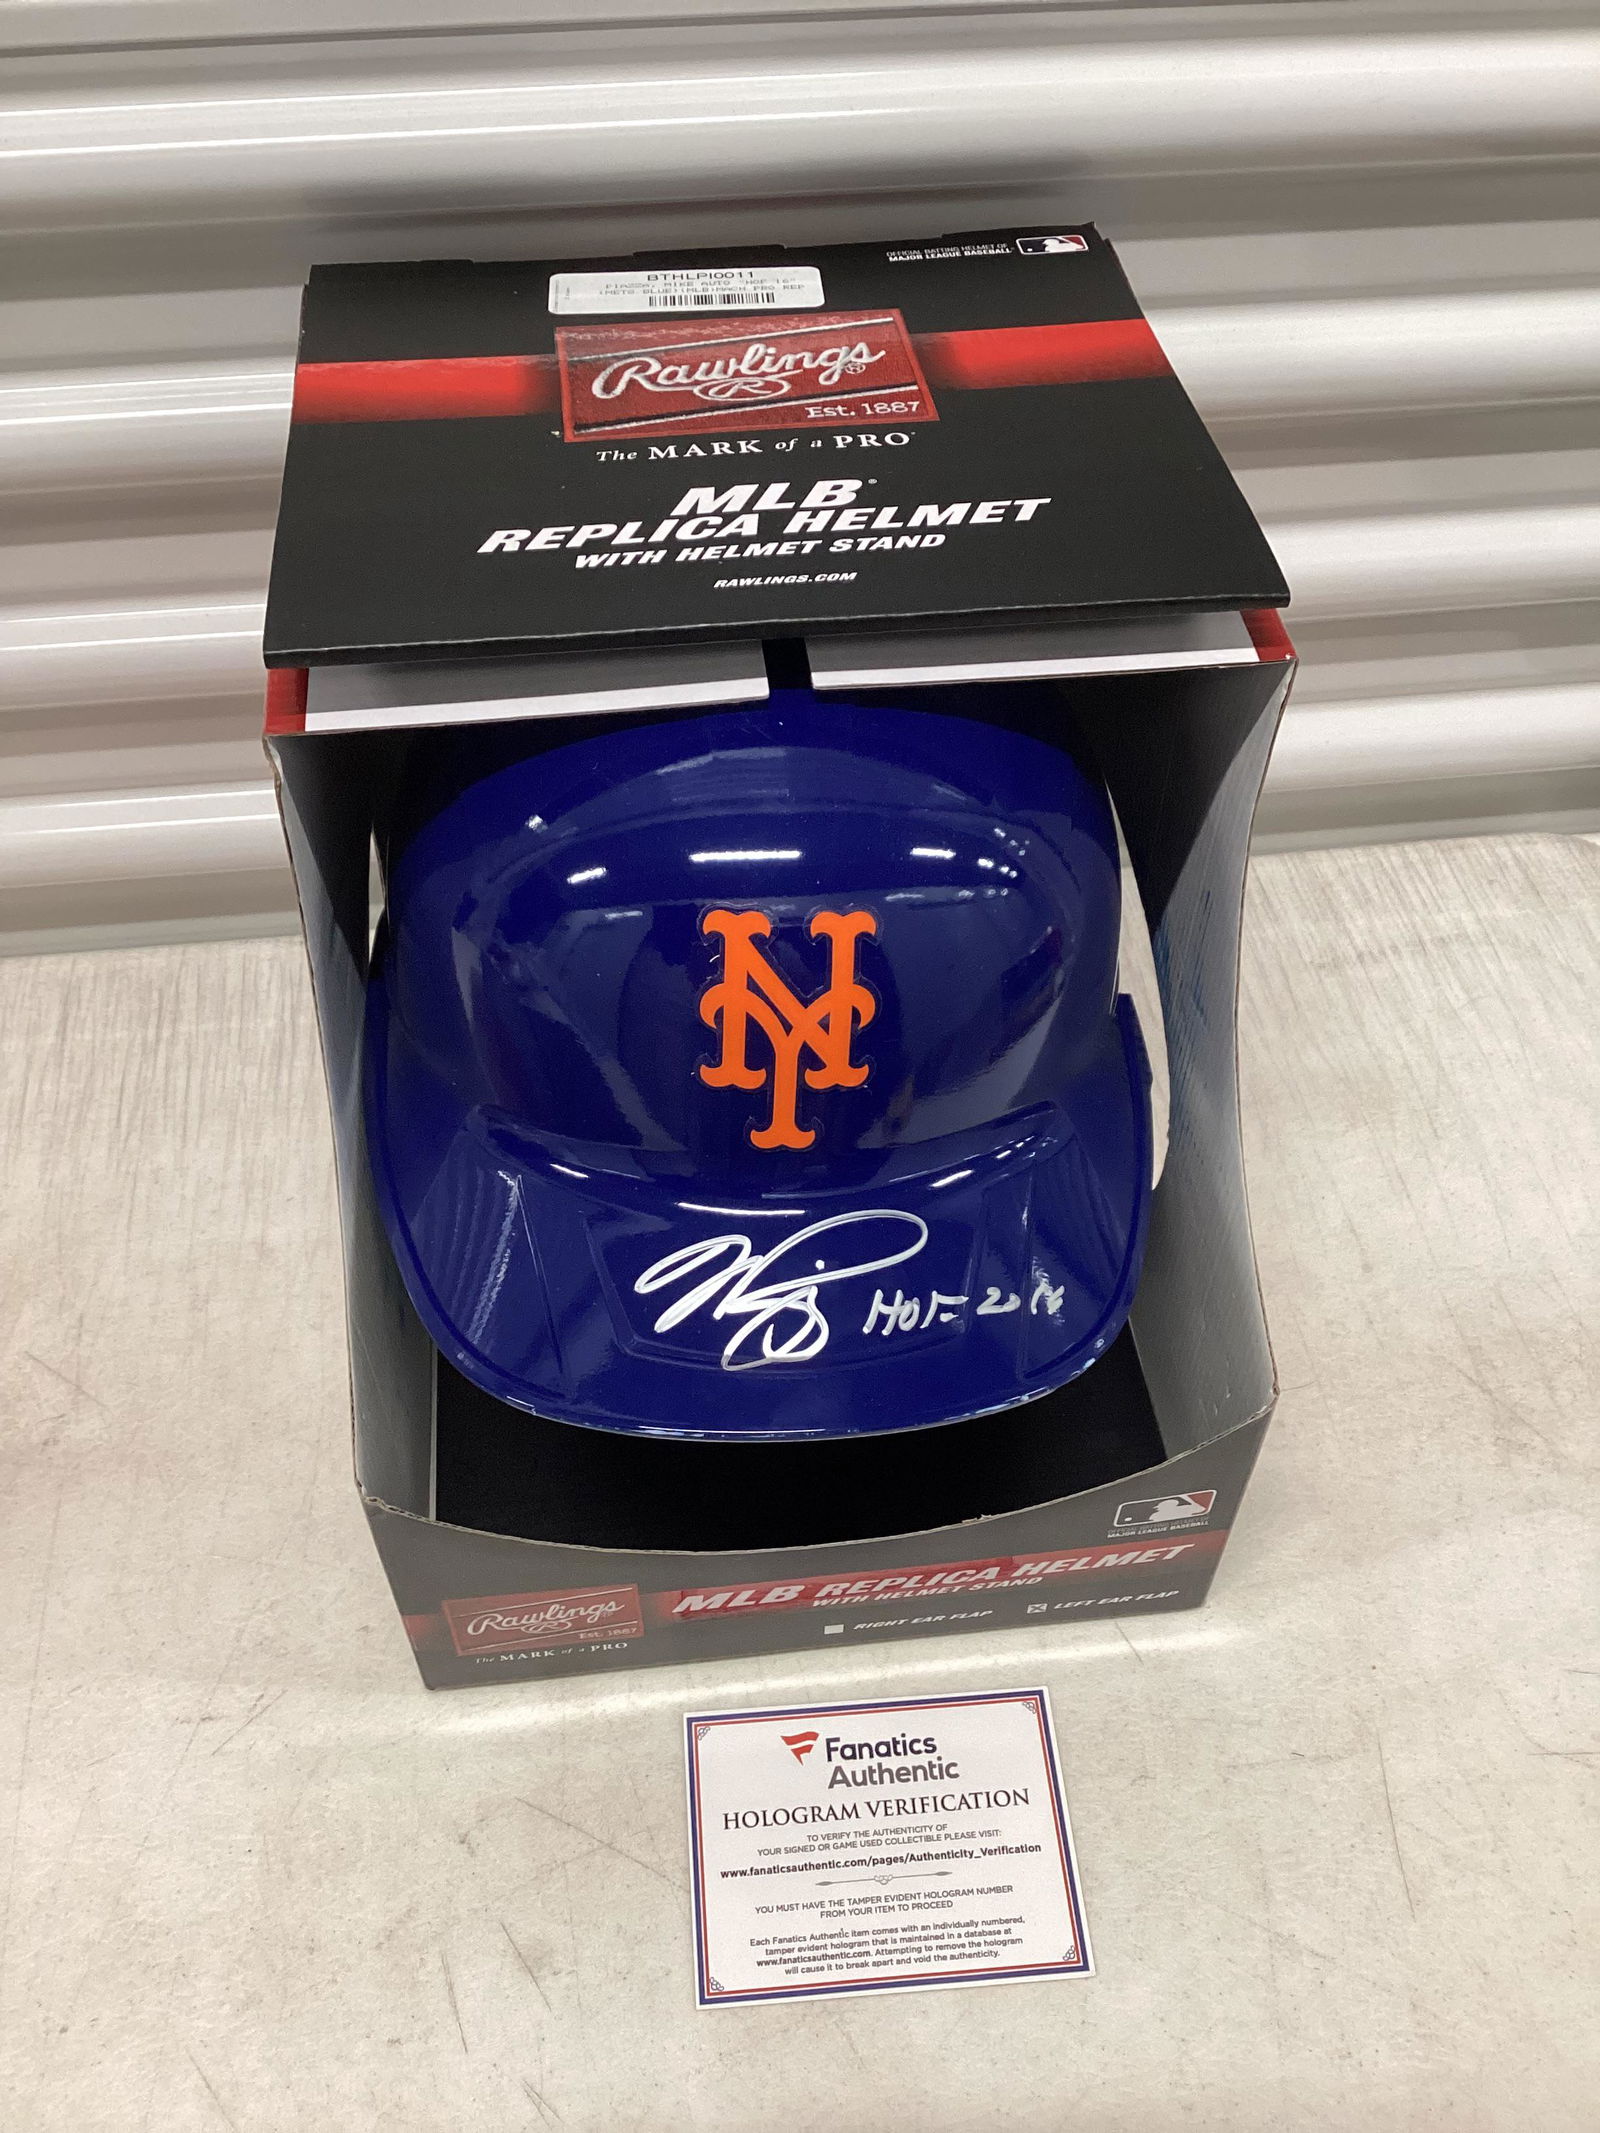 OFFICIAL BATTING HELMET OF
MAJOR LEAGUE BASEBALL
BTHLPI0011
PIAZZA, MIKE AUTO "HOF 16"
(METS BLUE)(MLB)MACH PRO REP
Rawlings®
R
Est. 1887
The MARK of a PRO®
MLB®
REPLICA HELMET
WITH HELMET STAND
RAWLINGS.COM
NY
HOF 2016
OFFICIAL BATTING HELMET OF
MAJOR LEAGUE BASEBALL
MLB REPLICA HELMET
WITH HELMET STAND
RIGHT EAR FLAP
LEFT EAR FLAP
Rawlings
R
Est. 1887
The MARK of a PRO
Fanatics
Authentic
HOLOGRAM VERIFICATION
TO VERIFY THE AUTHENTICITY OF
YOUR SIGNED OR GAME USED COLLECTIBLE PLEASE VISIT:
www.fanaticsauthentic.com/pages/Authenticity_Verification
YOU MUST HAVE THE TAMPER EVIDENT HOLOGRAM NUMBER
FROM YOUR ITEM TO PROCEED
Each Fanatics Authentic item comes with an individually numbered,
tamper evident hologram that is maintained in a database at
www.fanaticsauthentic.com. Attempting to remove the hologram
will cause it to break apart and void the authenticity.